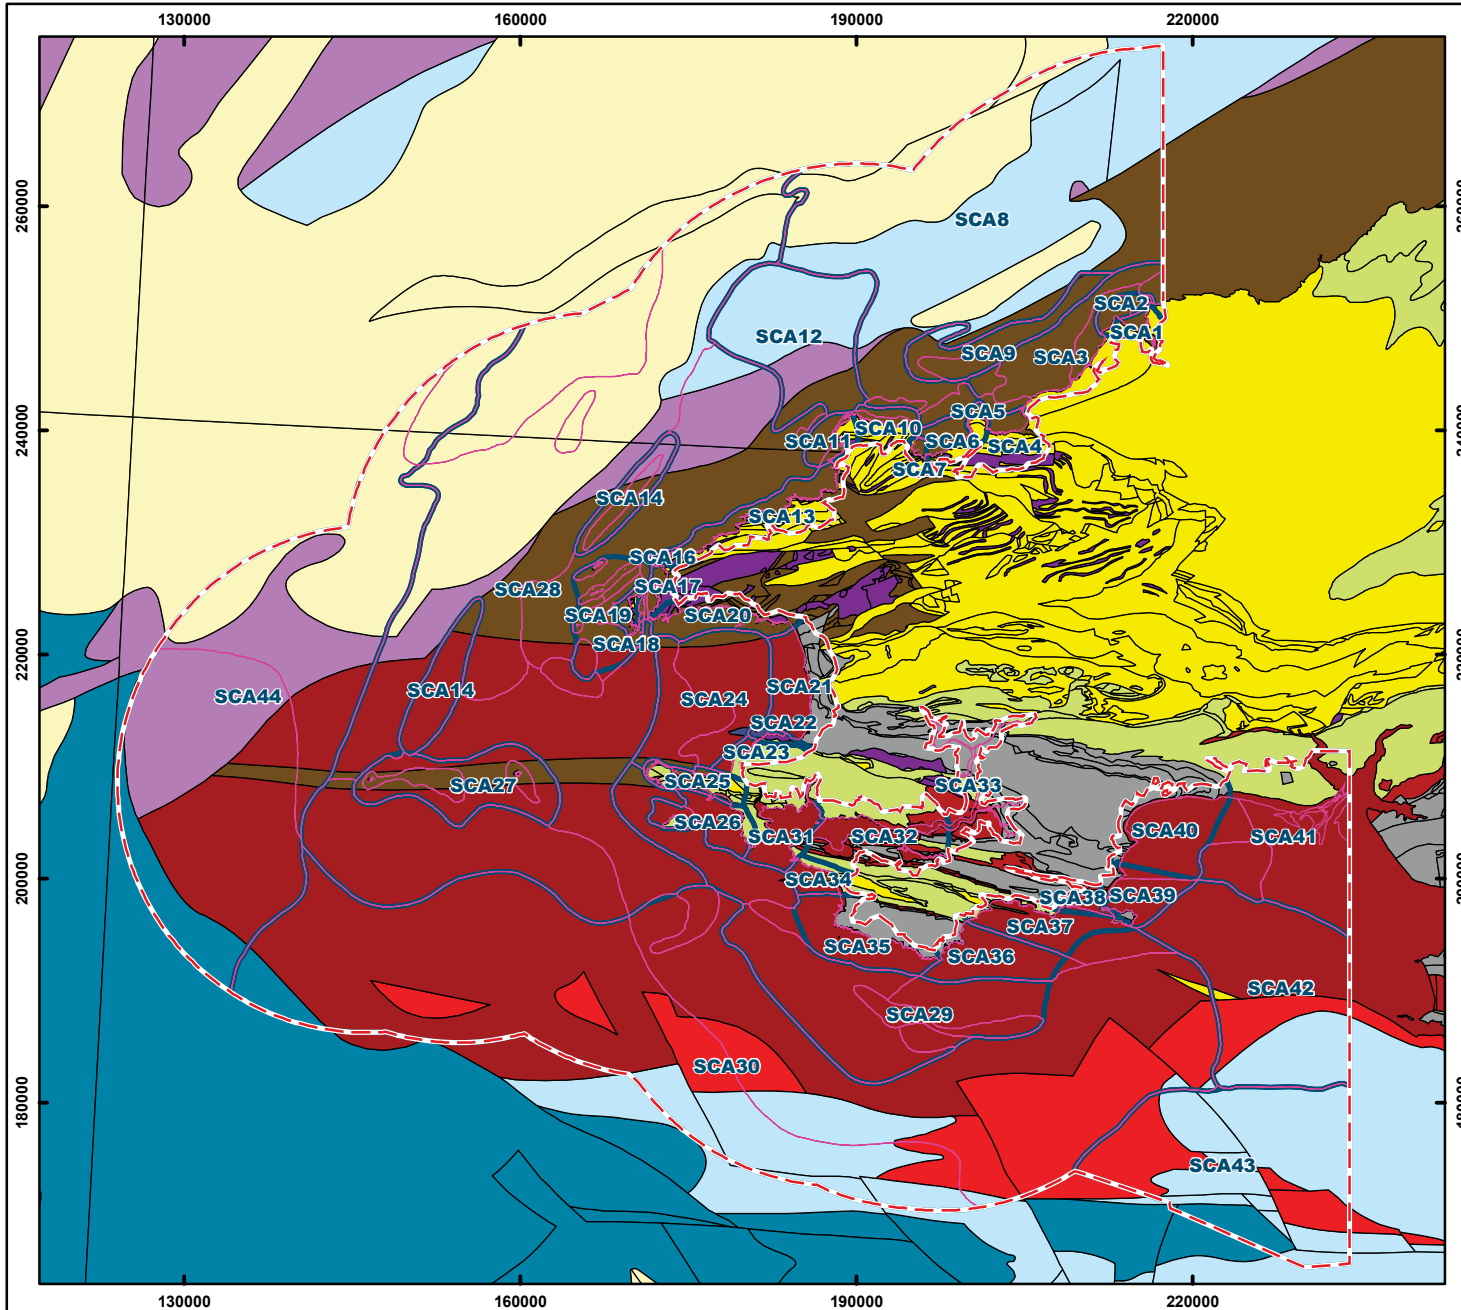 130000 160000 190000 220000
260000
SCA8
SCA2
SCA1
SCA12
SCA9 SCA3
240000
SCA5
SCA10
SCA11 SCA6 SCA4
SCA7
SCA14
SCA13
SCA16
SCA28 SCA17
SCA19 SCA20
220000
SCA18
SCA44 SCA14 SCA21
SCA24
SCA22
SCA23
SCA27 SCA25 SCA33
SCA26
SCA31 SCA32 SCA40 SCA41
200000
SCA34
SCA38 SCA39
SCA37
SCA35
SCA36
SCA42
SCA29
SCA30
180000
SCA43
130000 160000 190000 220000